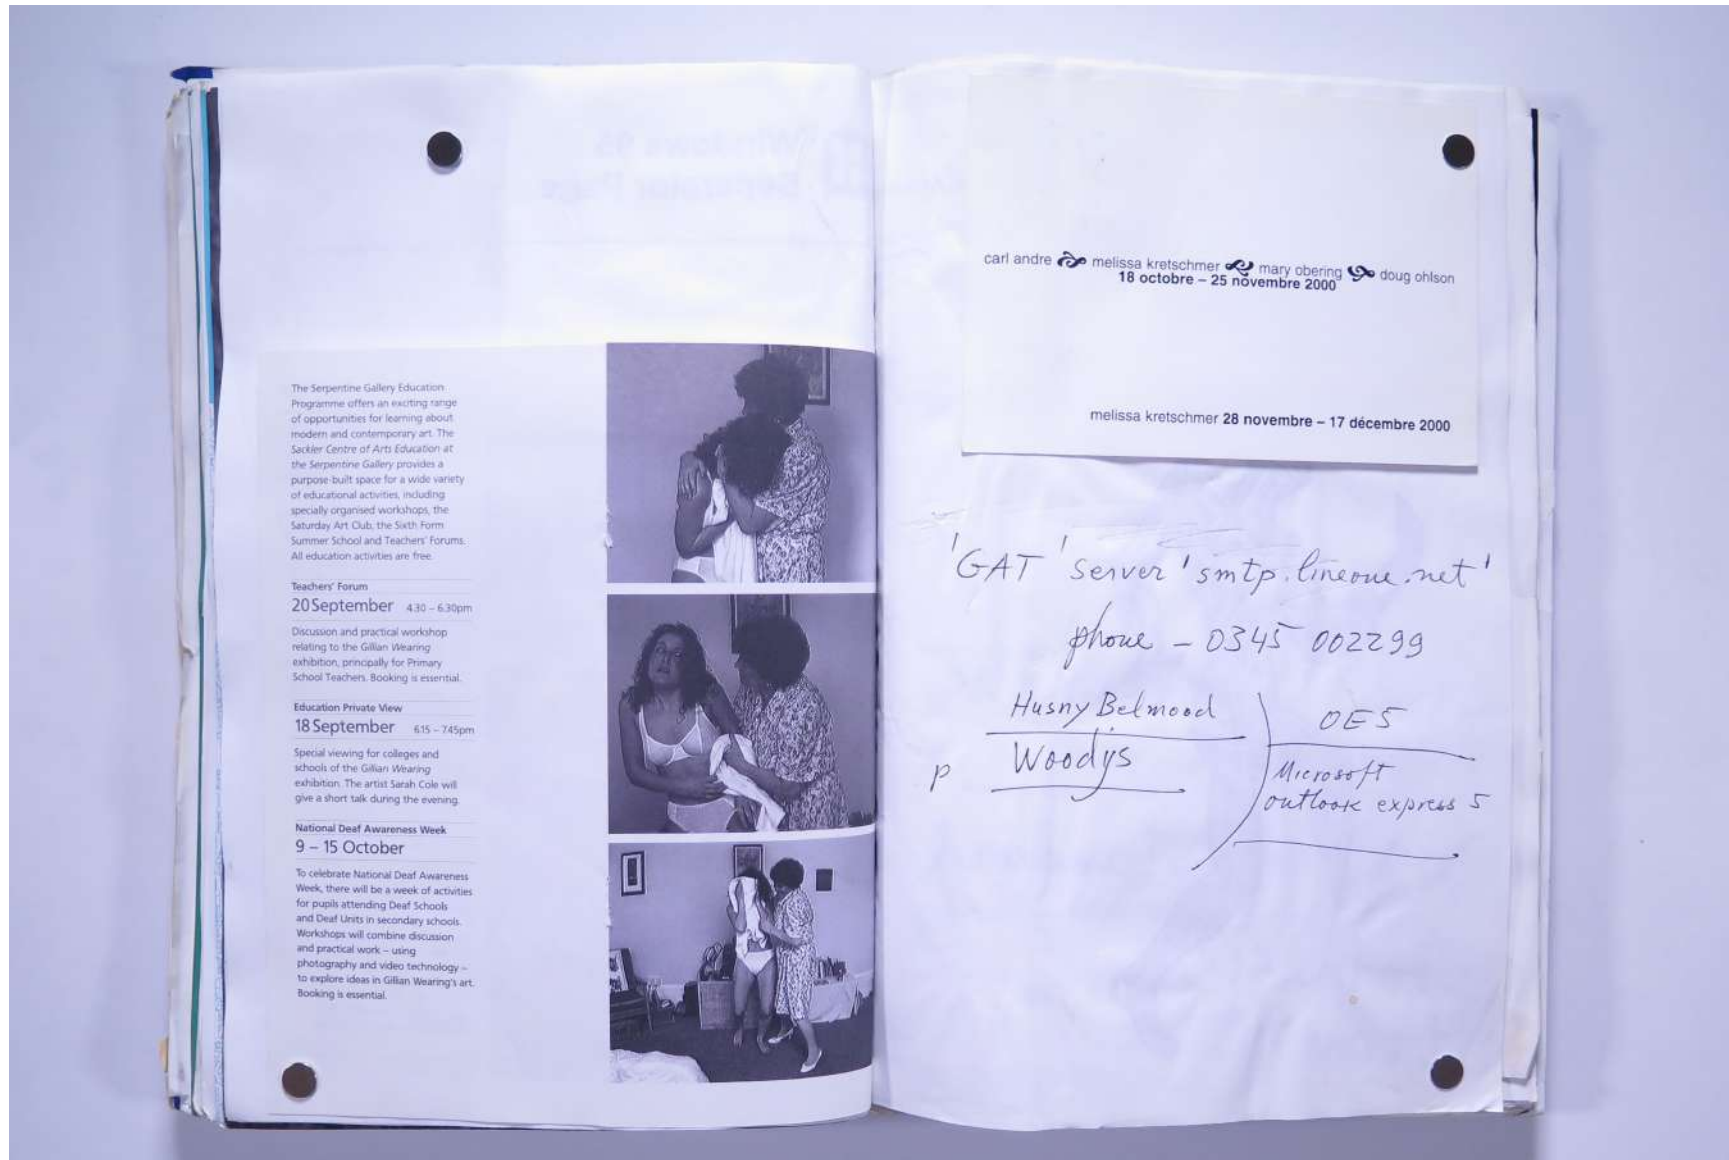 Windows 95
Separator Page
The Serpentine Gallery Education
Programme offers an exciting range
of opportunities for learning about
modern and contemporary art. The
Sackler Centre of Arts Education at
the Serpentine Gallery provides a
purpose-built space for a wide variety
of educational activities, including
specially organised workshops, the
Saturday Art Club, the Sixth Form
Summer School and Teachers' Forums.
All education activities are free.
Teachers' Forum
20 September 4.30 – 6.30pm
Discussion and practical workshop
relating to the Gillian Wearing
exhibition, principally for Primary
School Teachers. Booking is essential.
Education Private View
18 September 6.15 – 7.45pm
Special viewing for colleges and
schools of the Gillian Wearing
exhibition. The artist Sarah Cole will
give a short talk during the evening.
National Deaf Awareness Week
9 – 15 October
To celebrate National Deaf Awareness
Week, there will be a week of activities
for pupils attending Deaf Schools
and Deaf Units in secondary schools.
Workshops will combine discussion
and practical work – using
photography and video technology –
to explore ideas in Gillian Wearing's art.
Booking is essential.
carl andre melissa kretschmer mary obering doug ohlson
18 octobre – 25 novembre 2000
melissa kretschmer 28 novembre – 17 décembre 2000
'GAT 'server 'smtp.lineone.net'
phone – 0345 002299
Husny Belmood
p Woodys
OE5
Microsoft
outlook express 5